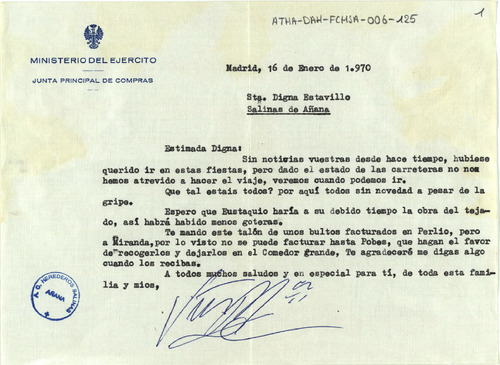 ATHA-DAH-FCHSA-006-125
1
MINISTERIO DEL EJERCITO
JUNTA PRINCIPAL DE COMPRAS
Madrid, 16 de Enero de 1.970
Sta. Digna Estavillo
Salinas de Añana
Estimada Digna:
Sin noticias vuestras desde hace tiempo, hubiese
querido ir en estas fiestas, pero dado el estado de las carreteras no nos
hemos atrevido a hacer el viaje, veremos cuando podemos ir.
Que tal estais todos? por aquí todos sin novedad a pesar de la
gripe.
Espero que Eustaquio haría a su debido tiempo la obra del teja-
do, así habrá habido menos goteras.
Te mando este talón de unos bultos facturados en Perlio, pero
a Miranda,por lo visto no se puede facturar hasta Pobes, que hagan el favor
de recogerlos y dejarlos en el Comedor grande, Te agradeceré me digas algo
cuando los recibas.
A todos muchos saludos y en especial para tí, de toda esta fami-
lia y mios,
A. D. HEREDEROS SALINAS
AÑANA